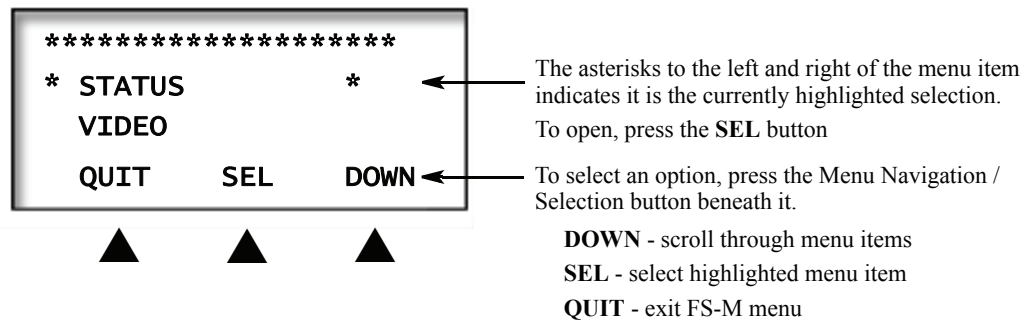 ********************
* STATUS *
VIDEO
QUIT SEL DOWN
The asterisks to the left and right of the menu item
indicates it is the currently highlighted selection.
To open, press the SEL button
To select an option, press the Menu Navigation /
Selection button beneath it.
DOWN - scroll through menu items
SEL - select highlighted menu item
QUIT - exit FS-M menu